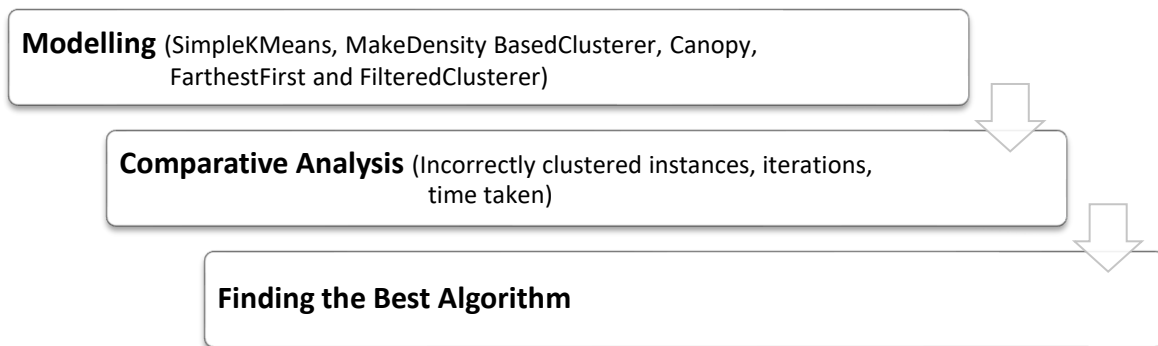 Modelling (SimpleKMeans, MakeDensity BasedClusterer, Canopy,
FarthestFirst and FilteredClusterer)
Comparative Analysis (Incorrectly clustered instances, iterations,
time taken)
Finding the Best Algorithm